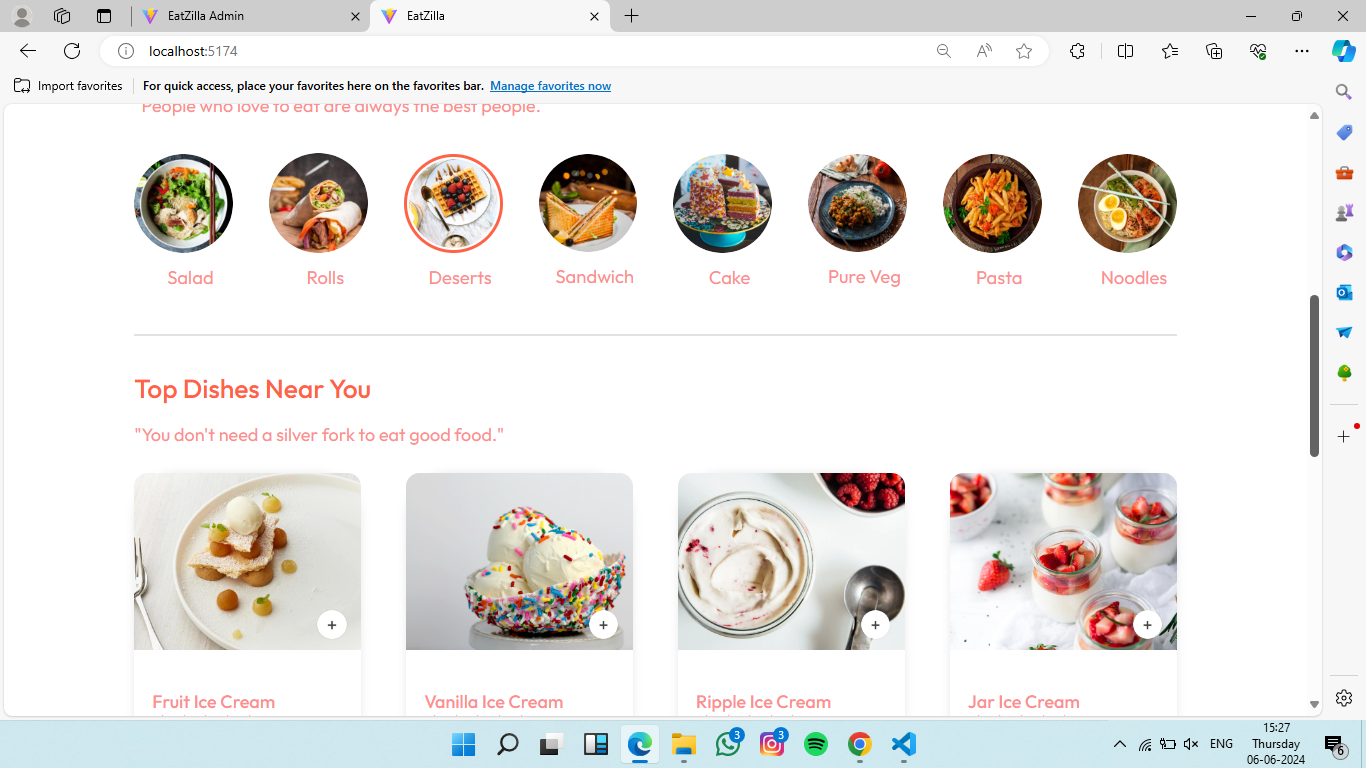 EatZilla Admin
EatZilla
localhost:5174
Import favorites
For quick access, place your favorites here on the favorites bar. Manage favorites now
People who love to eat are always the best people.
Salad
Rolls
Deserts
Sandwich
Cake
Pure Veg
Pasta
Noodles
Top Dishes Near You
"You don't need a silver fork to eat good food."
+
+
+
+
Fruit Ice Cream
Vanilla Ice Cream
Ripple Ice Cream
Jar Ice Cream
3
3
ENG
15:27
Thursday
06-06-2024
6